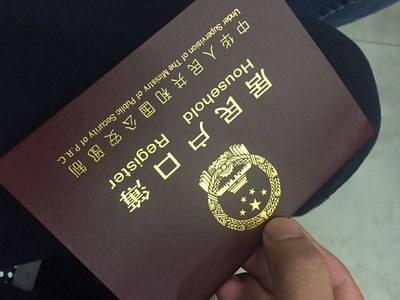 居民户口簿
Household Register
中华人民共和国公安部制
Under Supervision of The Ministry of Public Security of P.R.C